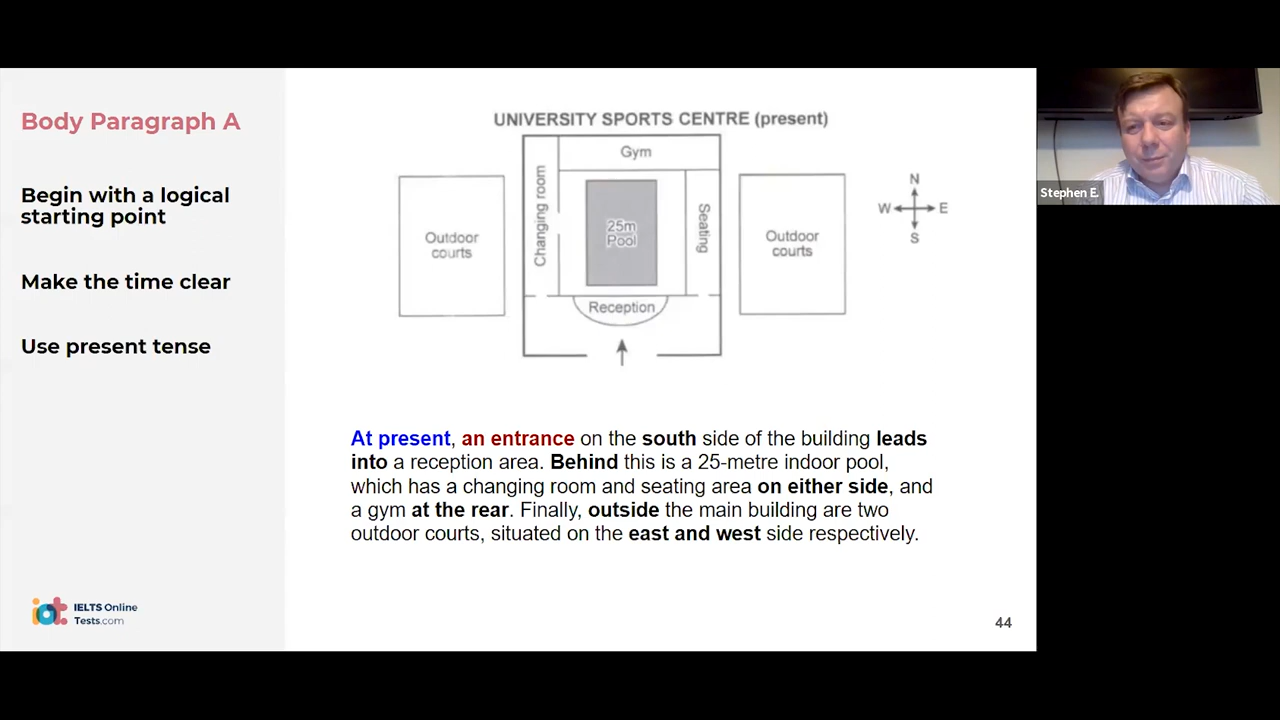 Body Paragraph A
Begin with a logical
starting point
Make the time clear
Use present tense
UNIVERSITY SPORTS CENTRE (present)
Gym
Changing room
25m
Pool
Seating
Reception
Outdoor
courts
Outdoor
courts
N
W E
S
At present, an entrance on the south side of the building leads
into a reception area. Behind this is a 25-metre indoor pool,
which has a changing room and seating area on either side, and
a gym at the rear. Finally, outside the main building are two
outdoor courts, situated on the east and west side respectively.
iot IELTS Online
Tests.com
44
Stephen E.